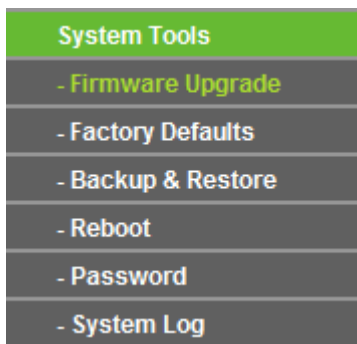 System Tools
- Firmware Upgrade
- Factory Defaults
- Backup & Restore
- Reboot
- Password
- System Log